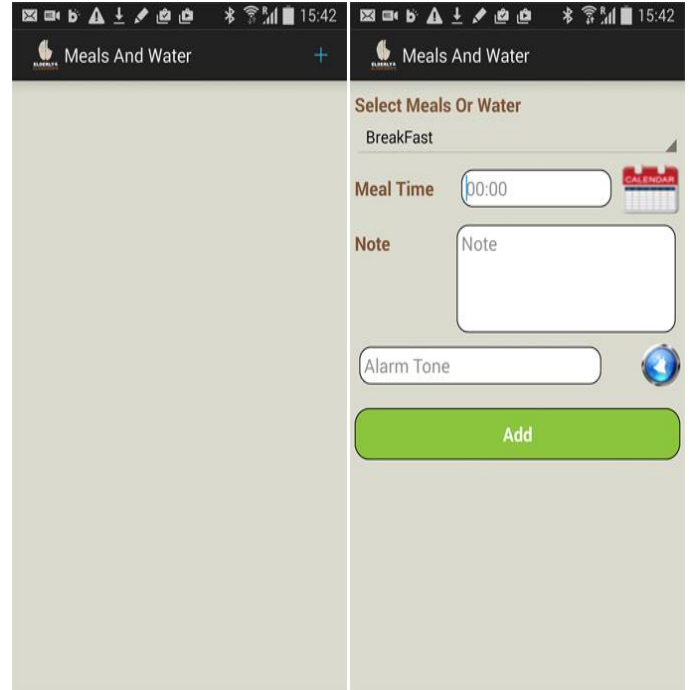 15:42
Meals And Water
+
15:42
Meals And Water
Select Meals Or Water
BreakFast
Meal Time
00:00
CALENDAR
Note
Note
Alarm Tone
Add